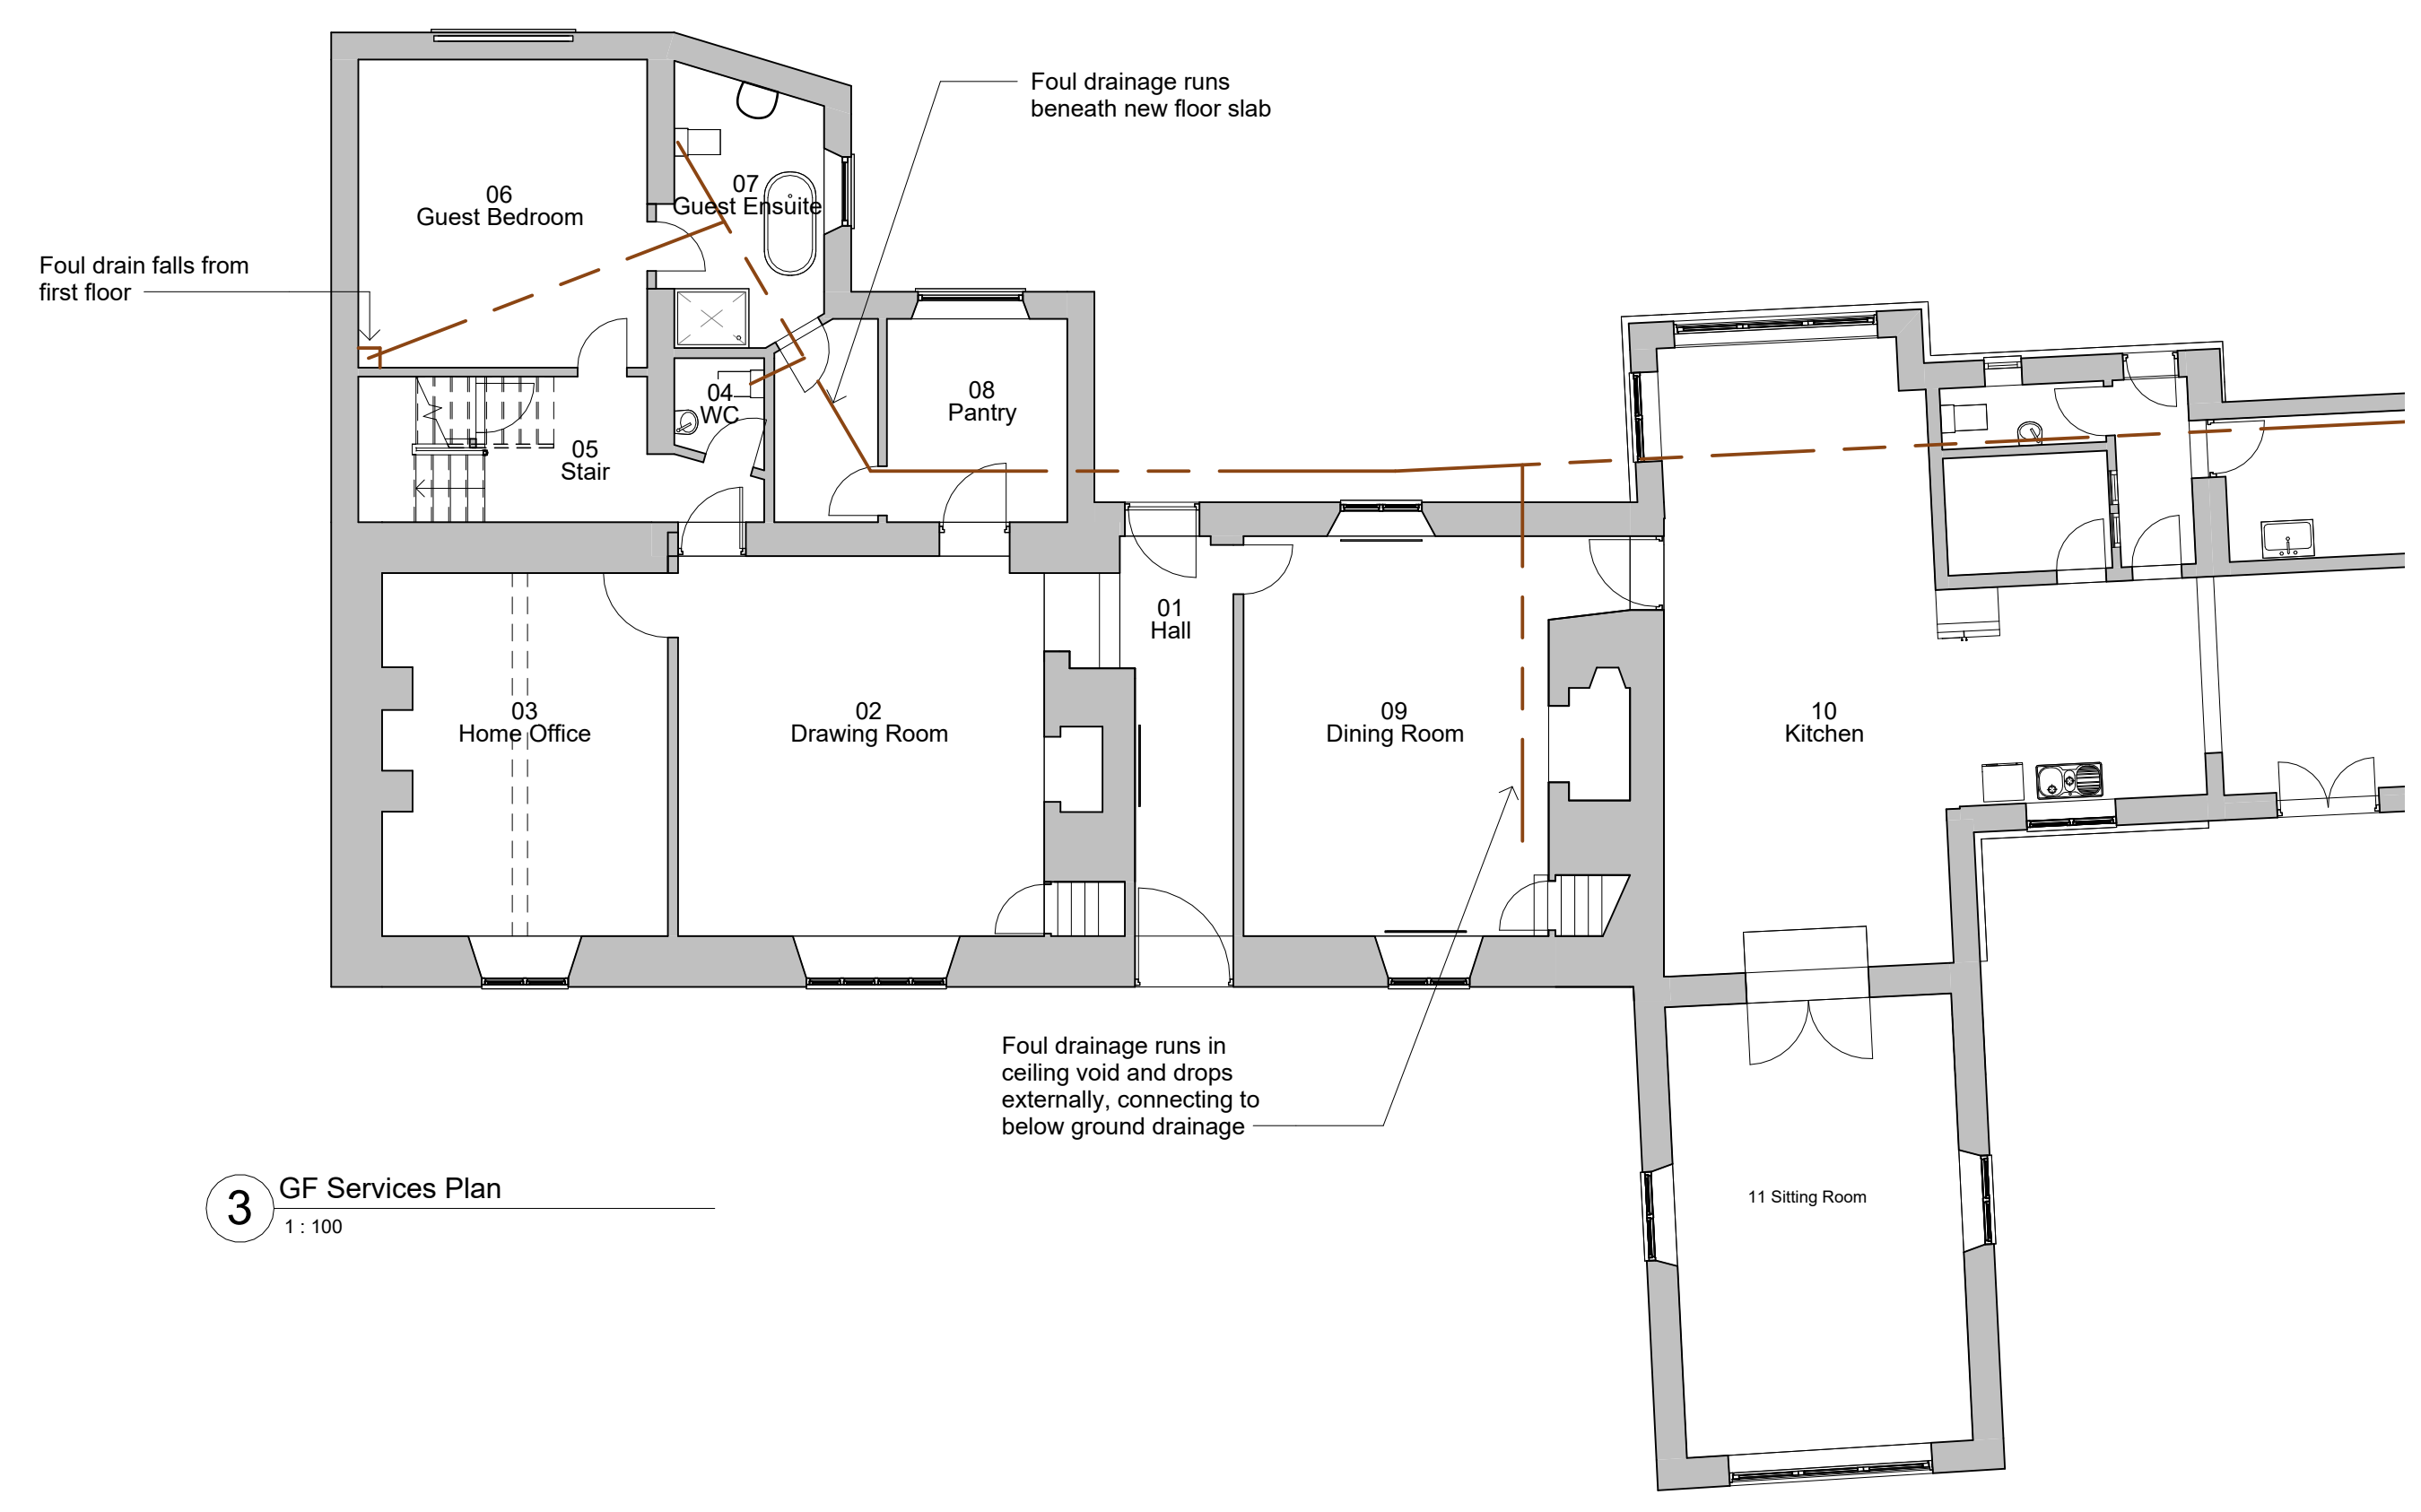 Foul drainage runs
beneath new floor slab
06
Guest Bedroom
07
Guest Ensuite
Foul drain falls from
first floor
04
WC
08
Pantry
05
Stair
01
Hall
03
Home Office
02
Drawing Room
09
Dining Room
10
Kitchen
Foul drainage runs in
ceiling void and drops
externally, connecting to
below ground drainage
11 Sitting Room
3
GF Services Plan
1 : 100